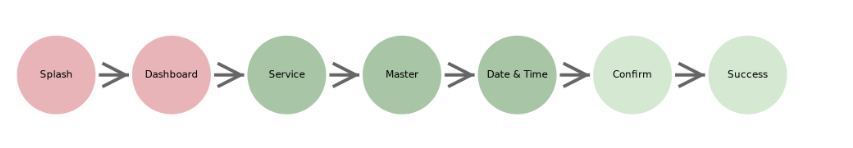 Splash
Dashboard
Service
Master
Date & Time
Confirm
Success